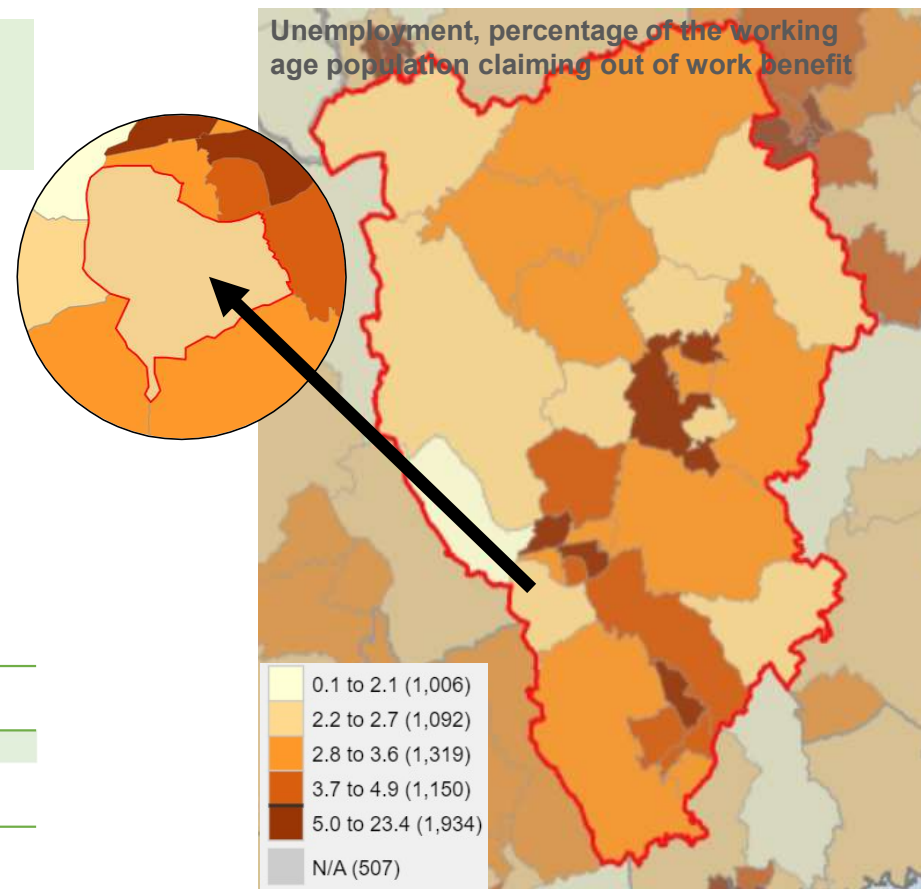 Unemployment, percentage of the working
age population claiming out of work benefit
0.1 to 2.1 (1,006)
2.2 to 2.7 (1,092)
2.8 to 3.6 (1,319)
3.7 to 4.9 (1,150)
5.0 to 23.4 (1,934)
N/A (507)